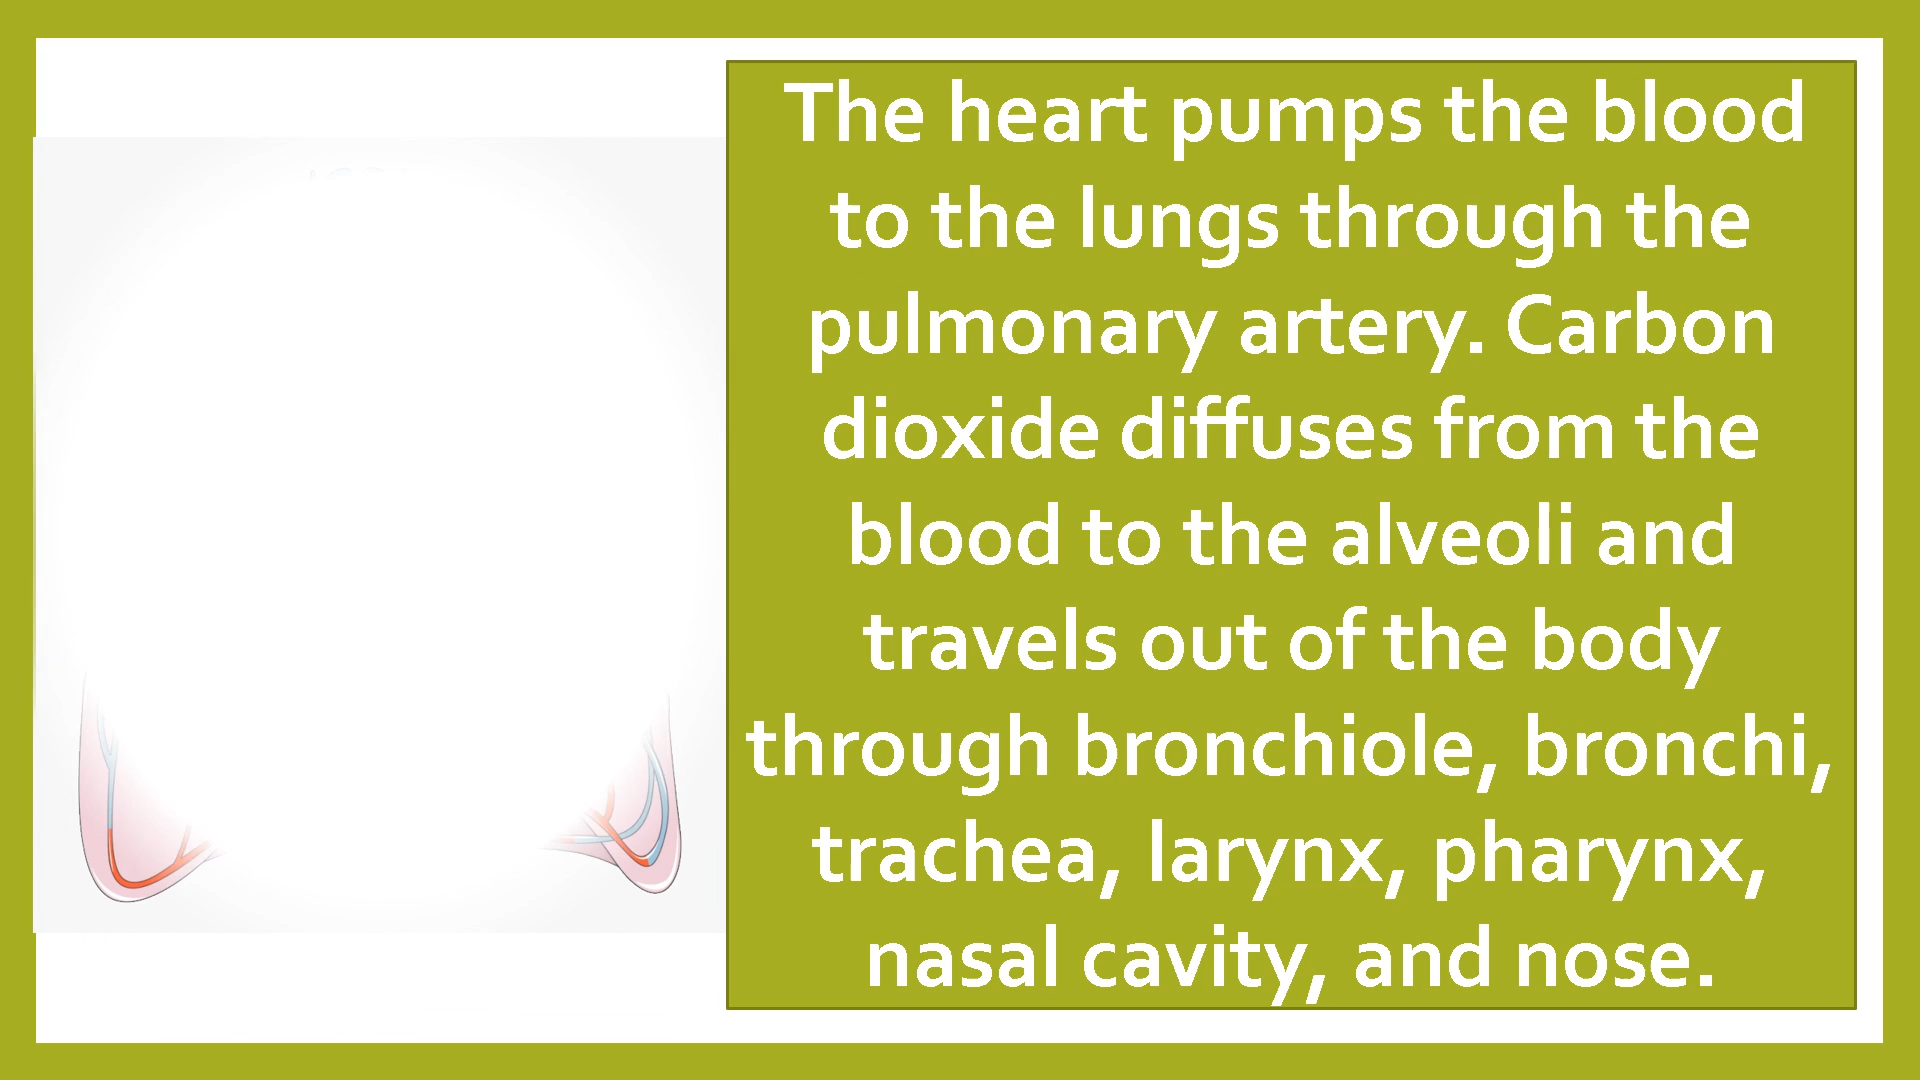 The heart pumps the blood
to the lungs through the
pulmonary artery. Carbon
dioxide diffuses from the
blood to the alveoli and
travels out of the body
through bronchiole, bronchi,
trachea, larynx, pharynx,
nasal cavity, and nose.